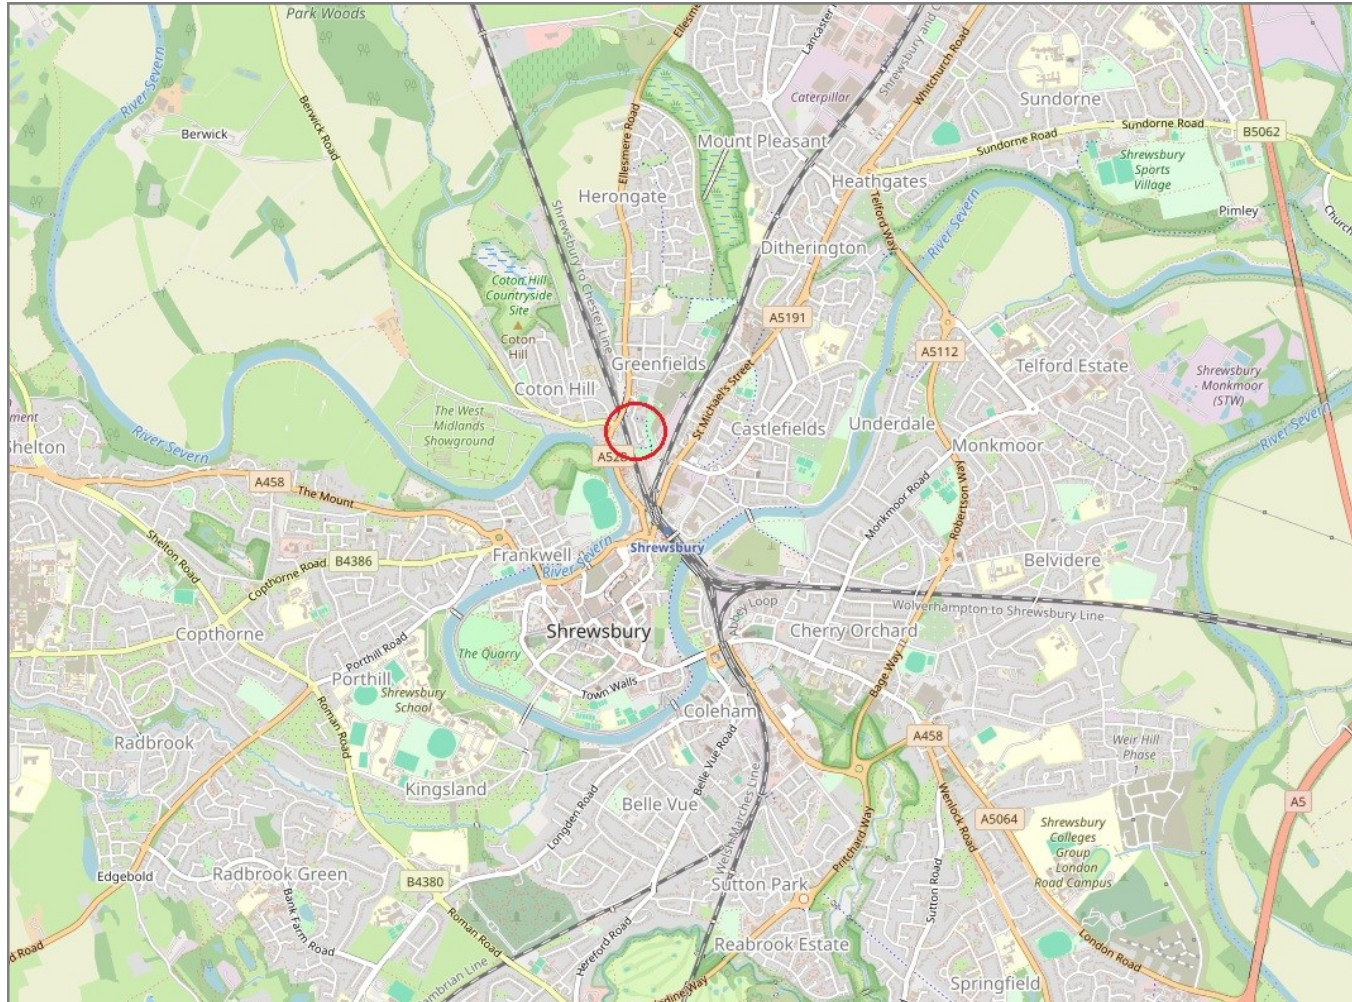 Park Woods
River Severn
Berwick
Berwick Road
Ellesmere Road
Herongate
Shrewsbury to Chester Line
Coton Hill
Countryside
Site
Coton
Hill
Coton Hill
Greenfields
Mount Pleasant
Caterpillar
Whitchurch Road
Sundorne
Sundorne Road
Sundorne Road
B5062
Shrewsbury
Sports
Village
Pimley
Heathgates
Telford Way
River Severn
Ditherington
A5191
A5112
St Michael's Street
Telford Estate
Shrewsbury
Monkmoor
(STW)
River Severn
The West
Midlands
Showground
River Severn
Shelton
A458
The Mount
Castlefields
Underdale
Monkmoor
Monkmoor Road
Robertson Way
Shelton Road
Copthorne Road
B4386
Frankwell
River Severn
Shrewsbury
Belvidere
Wolverhampton to Shrewsbury Line
Abbey Loop
Cherry Orchard
Copthorne
Shrewsbury
The Quarry
Porthill Road
Porthill
Shrewsbury
School
Town Walls
Coleham
Bage Way
A458
Weir Hill
Phase
1
Radbrook
Roman Road
Kingsland
Belle Vue Road
Belle Vue
Longden Road
Welsh Marches Line
Pritchard Way
Wenlock Road
A5064
A5
Shrewsbury
Colleges
Group
London
Road Campus
Edgebold
Radbrook Green
B4380
Bank Farm Road
Roman Road
Hereford Road
Sutton Park
Sutton Road
Reabrook Estate
London Road
Springfield